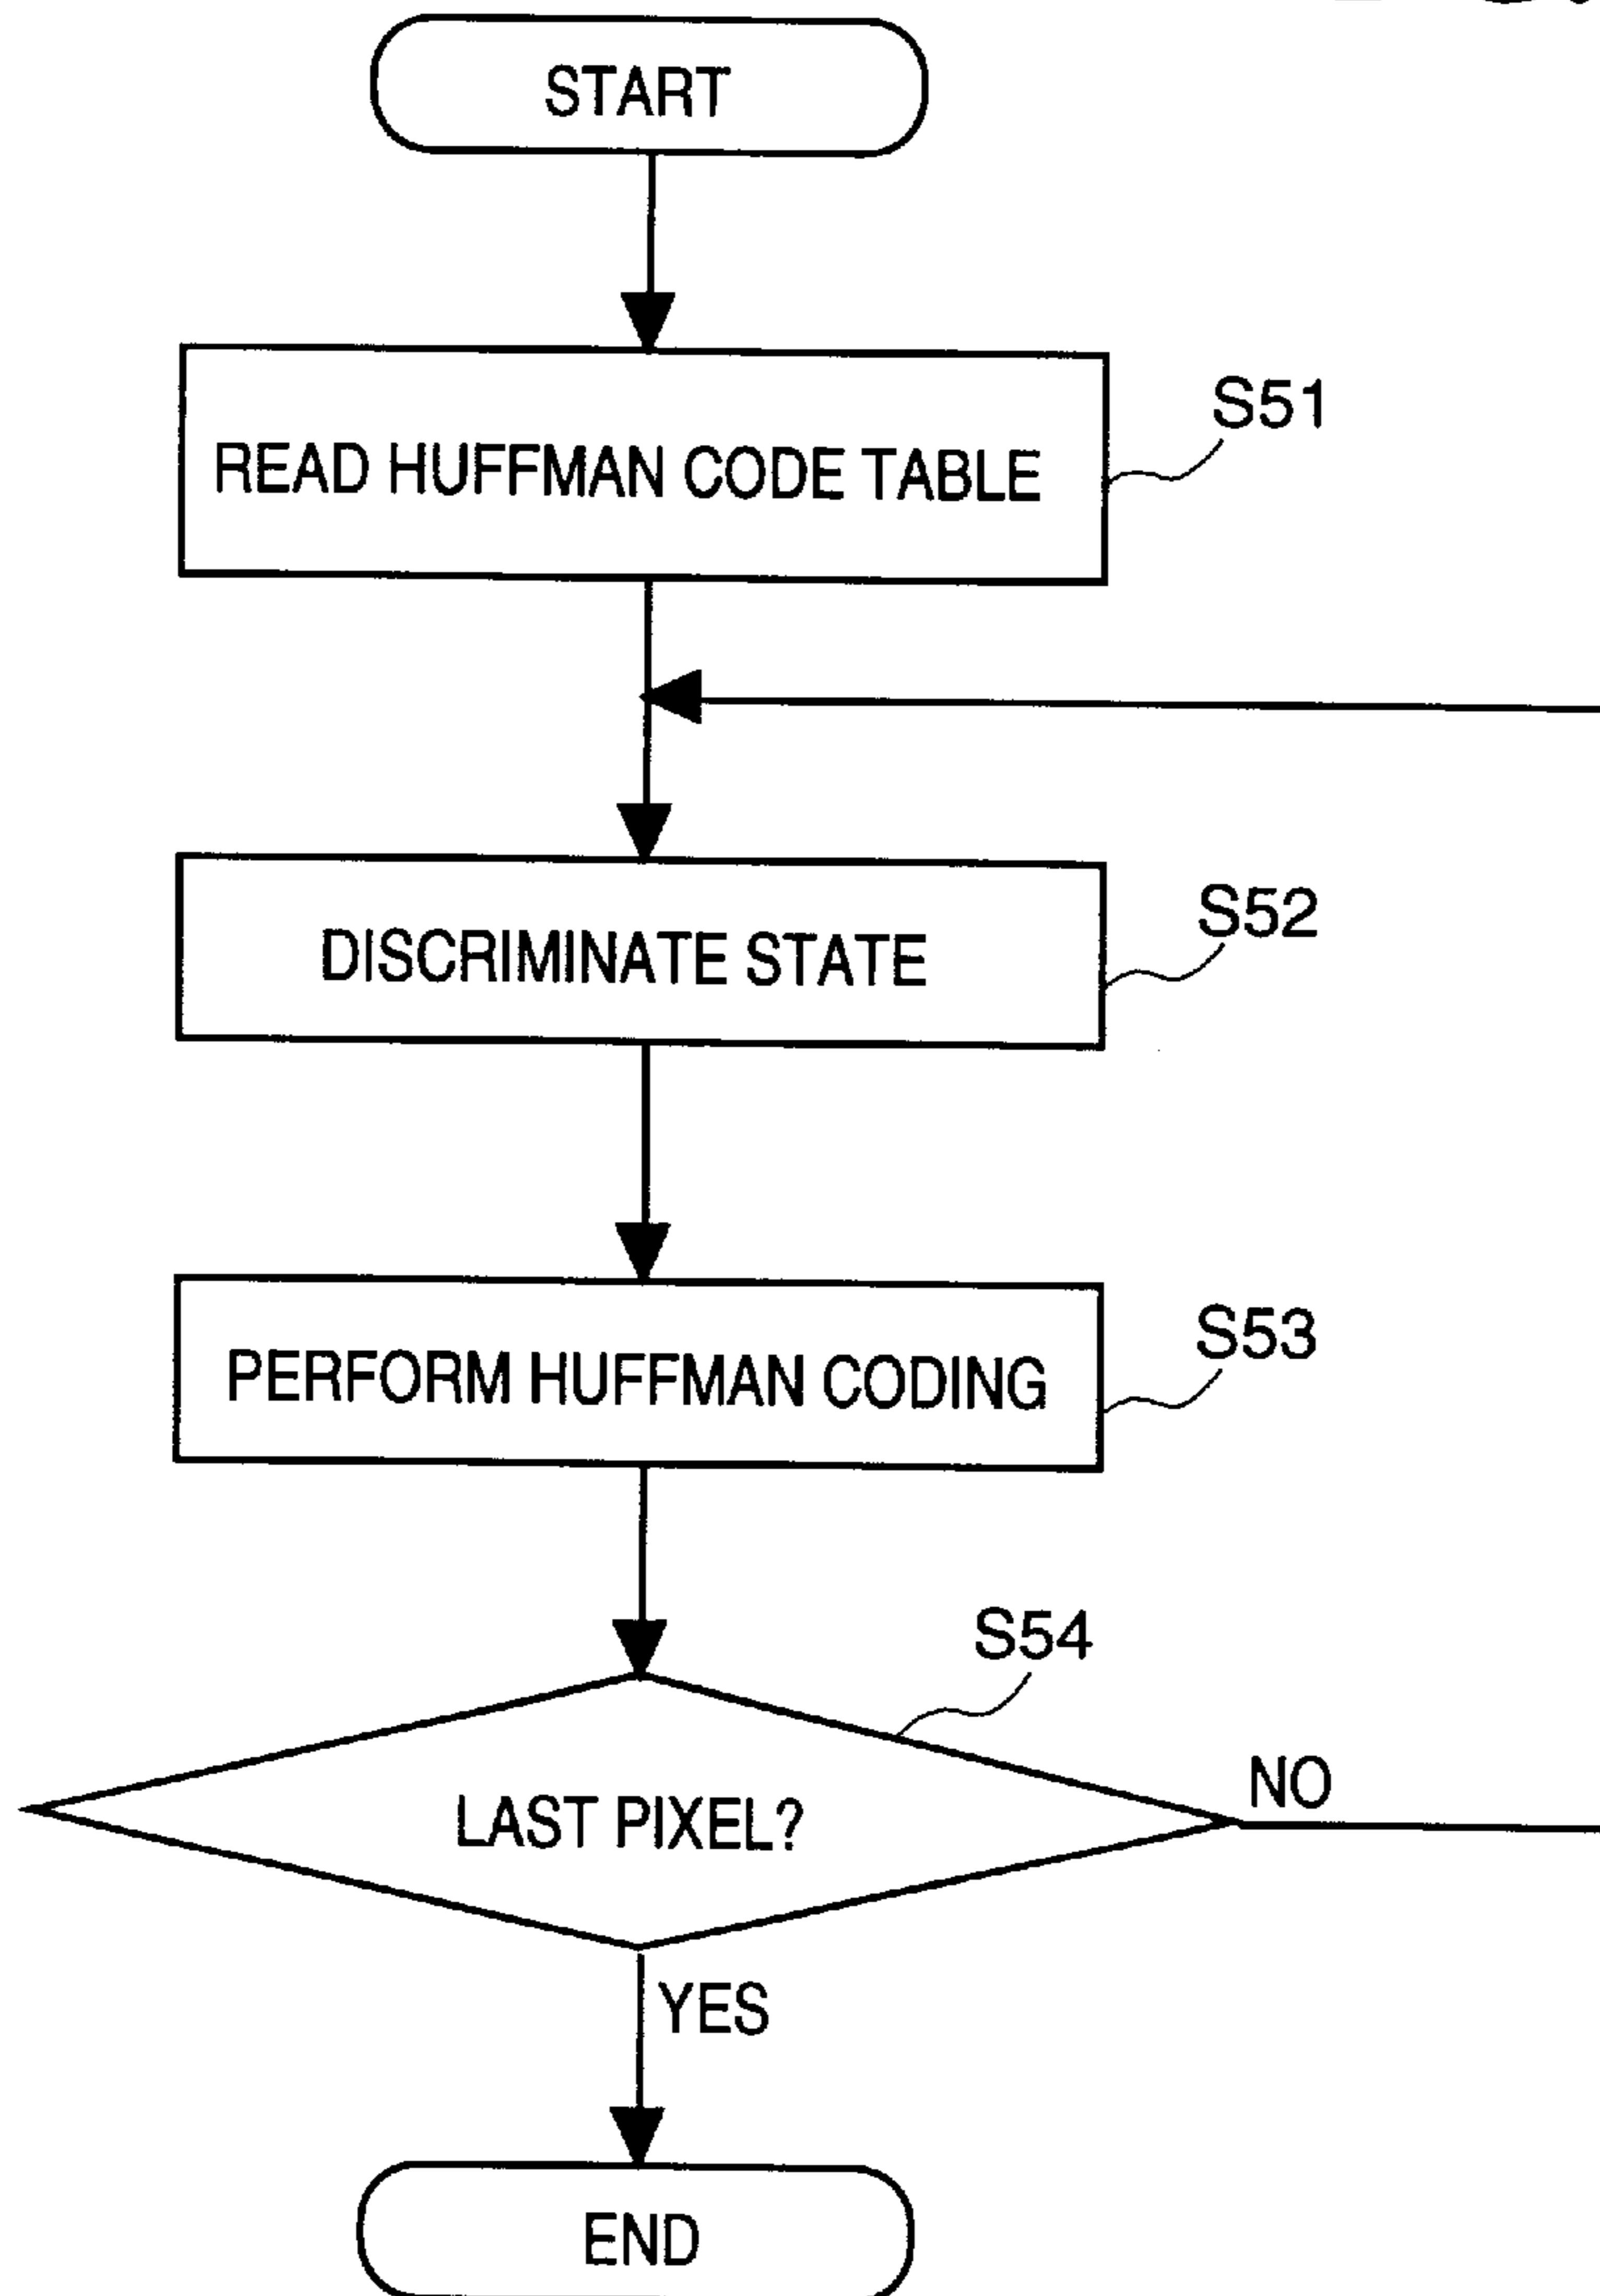 START
READ HUFFMAN CODE TABLE
S51
DISCRIMINATE STATE
S52
PERFORM HUFFMAN CODING
S53
S54
LAST PIXEL?
NO
YES
END